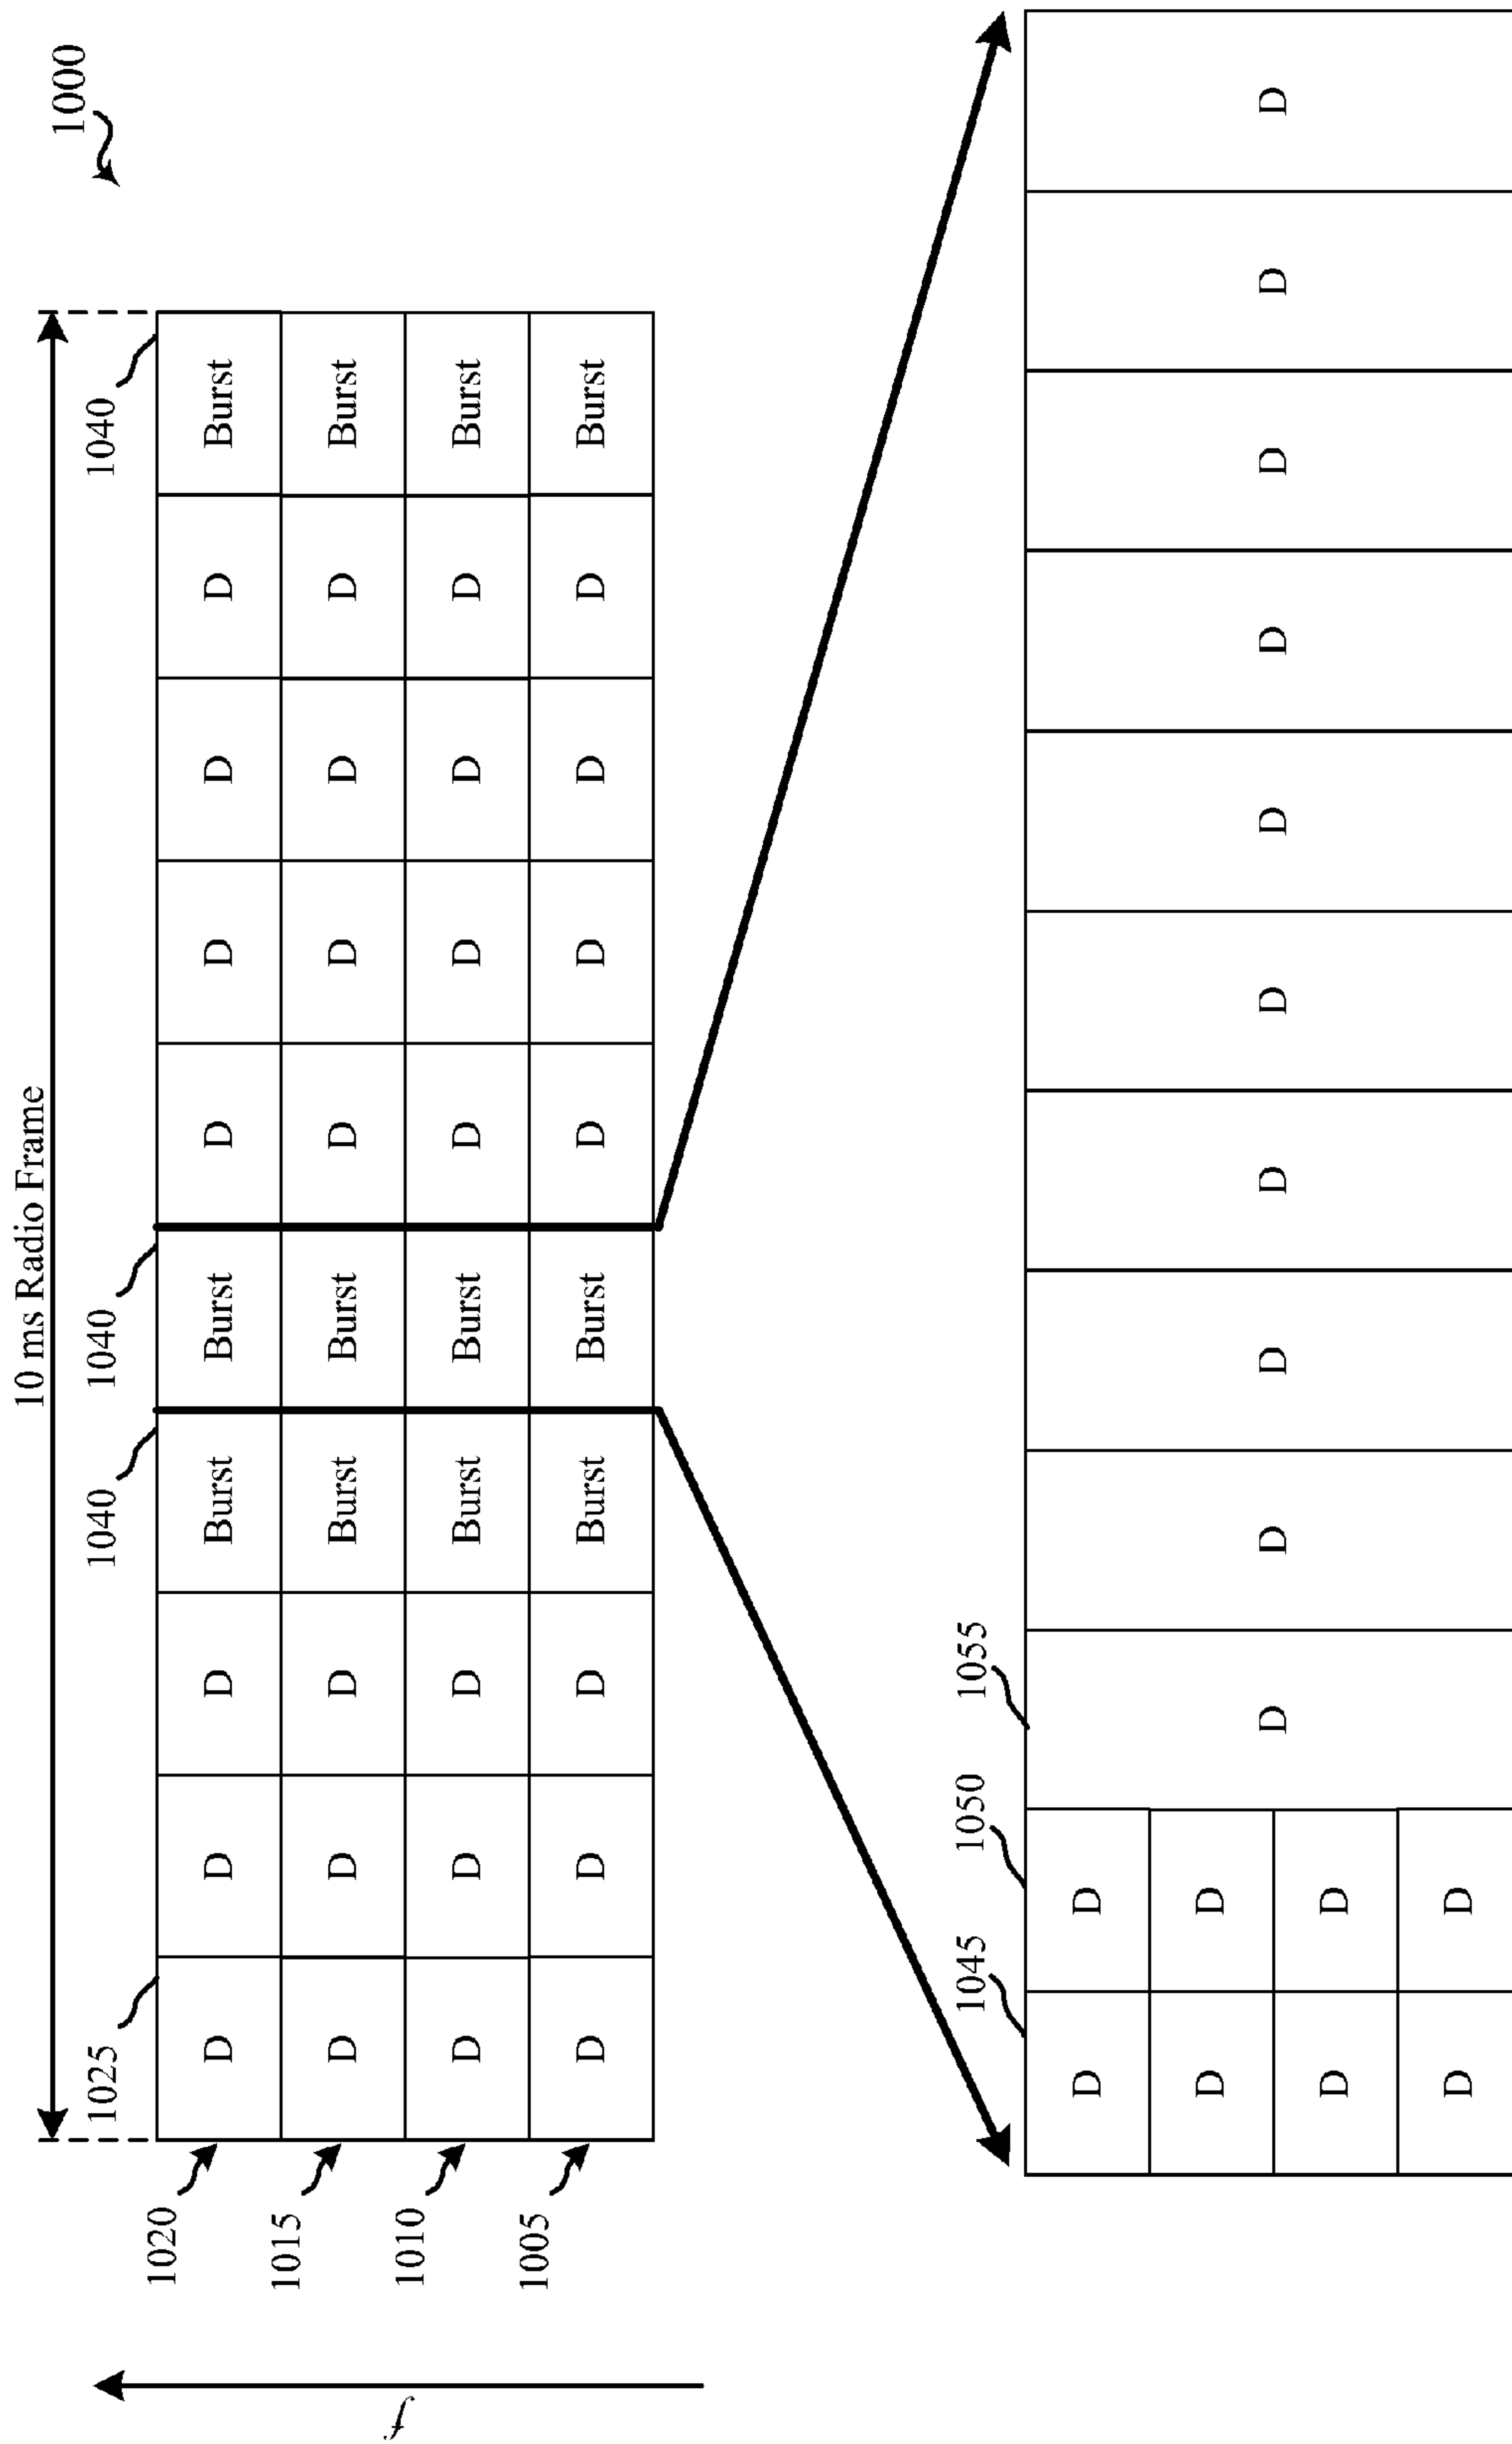 10 ms Radio Frame
1000
1025 1040 1040 1040
1020 D D D Burst Burst D D D D Burst
1015 D D D Burst Burst D D D D Burst
1010 D D D Burst Burst D D D D Burst
1005 D D D Burst Burst D D D D Burst
f
1045 1050 1055
D D
D D
D D D D D D D D D D
D D
D D